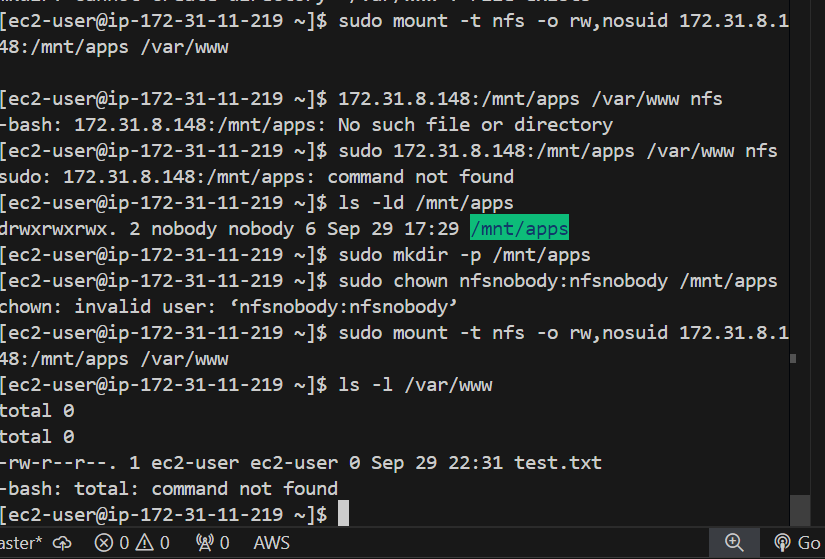 [ec2-user@ip-172-31-11-219 ~]$ sudo mount -t nfs -o rw,nosuid 172.31.8.1
48:/mnt/apps /var/www
[ec2-user@ip-172-31-11-219 ~]$ 172.31.8.148:/mnt/apps /var/www nfs
-bash: 172.31.8.148:/mnt/apps: No such file or directory
[ec2-user@ip-172-31-11-219 ~]$ sudo 172.31.8.148:/mnt/apps /var/www nfs
sudo: 172.31.8.148:/mnt/apps: command not found
[ec2-user@ip-172-31-11-219 ~]$ ls -ld /mnt/apps
drwxrwxrwx. 2 nobody nobody 6 Sep 29 17:29 /mnt/apps
[ec2-user@ip-172-31-11-219 ~]$ sudo mkdir -p /mnt/apps
[ec2-user@ip-172-31-11-219 ~]$ sudo chown nfsnobody:nfsnobody /mnt/apps
chown: invalid user: ‘nfsnobody:nfsnobody’
[ec2-user@ip-172-31-11-219 ~]$ sudo mount -t nfs -o rw,nosuid 172.31.8.1
48:/mnt/apps /var/www
[ec2-user@ip-172-31-11-219 ~]$ ls -l /var/www
total 0
total 0
-rw-r--r--. 1 ec2-user ec2-user 0 Sep 29 22:31 test.txt
-bash: total: command not found
[ec2-user@ip-172-31-11-219 ~]$
aster* 0 0 0 AWS Go